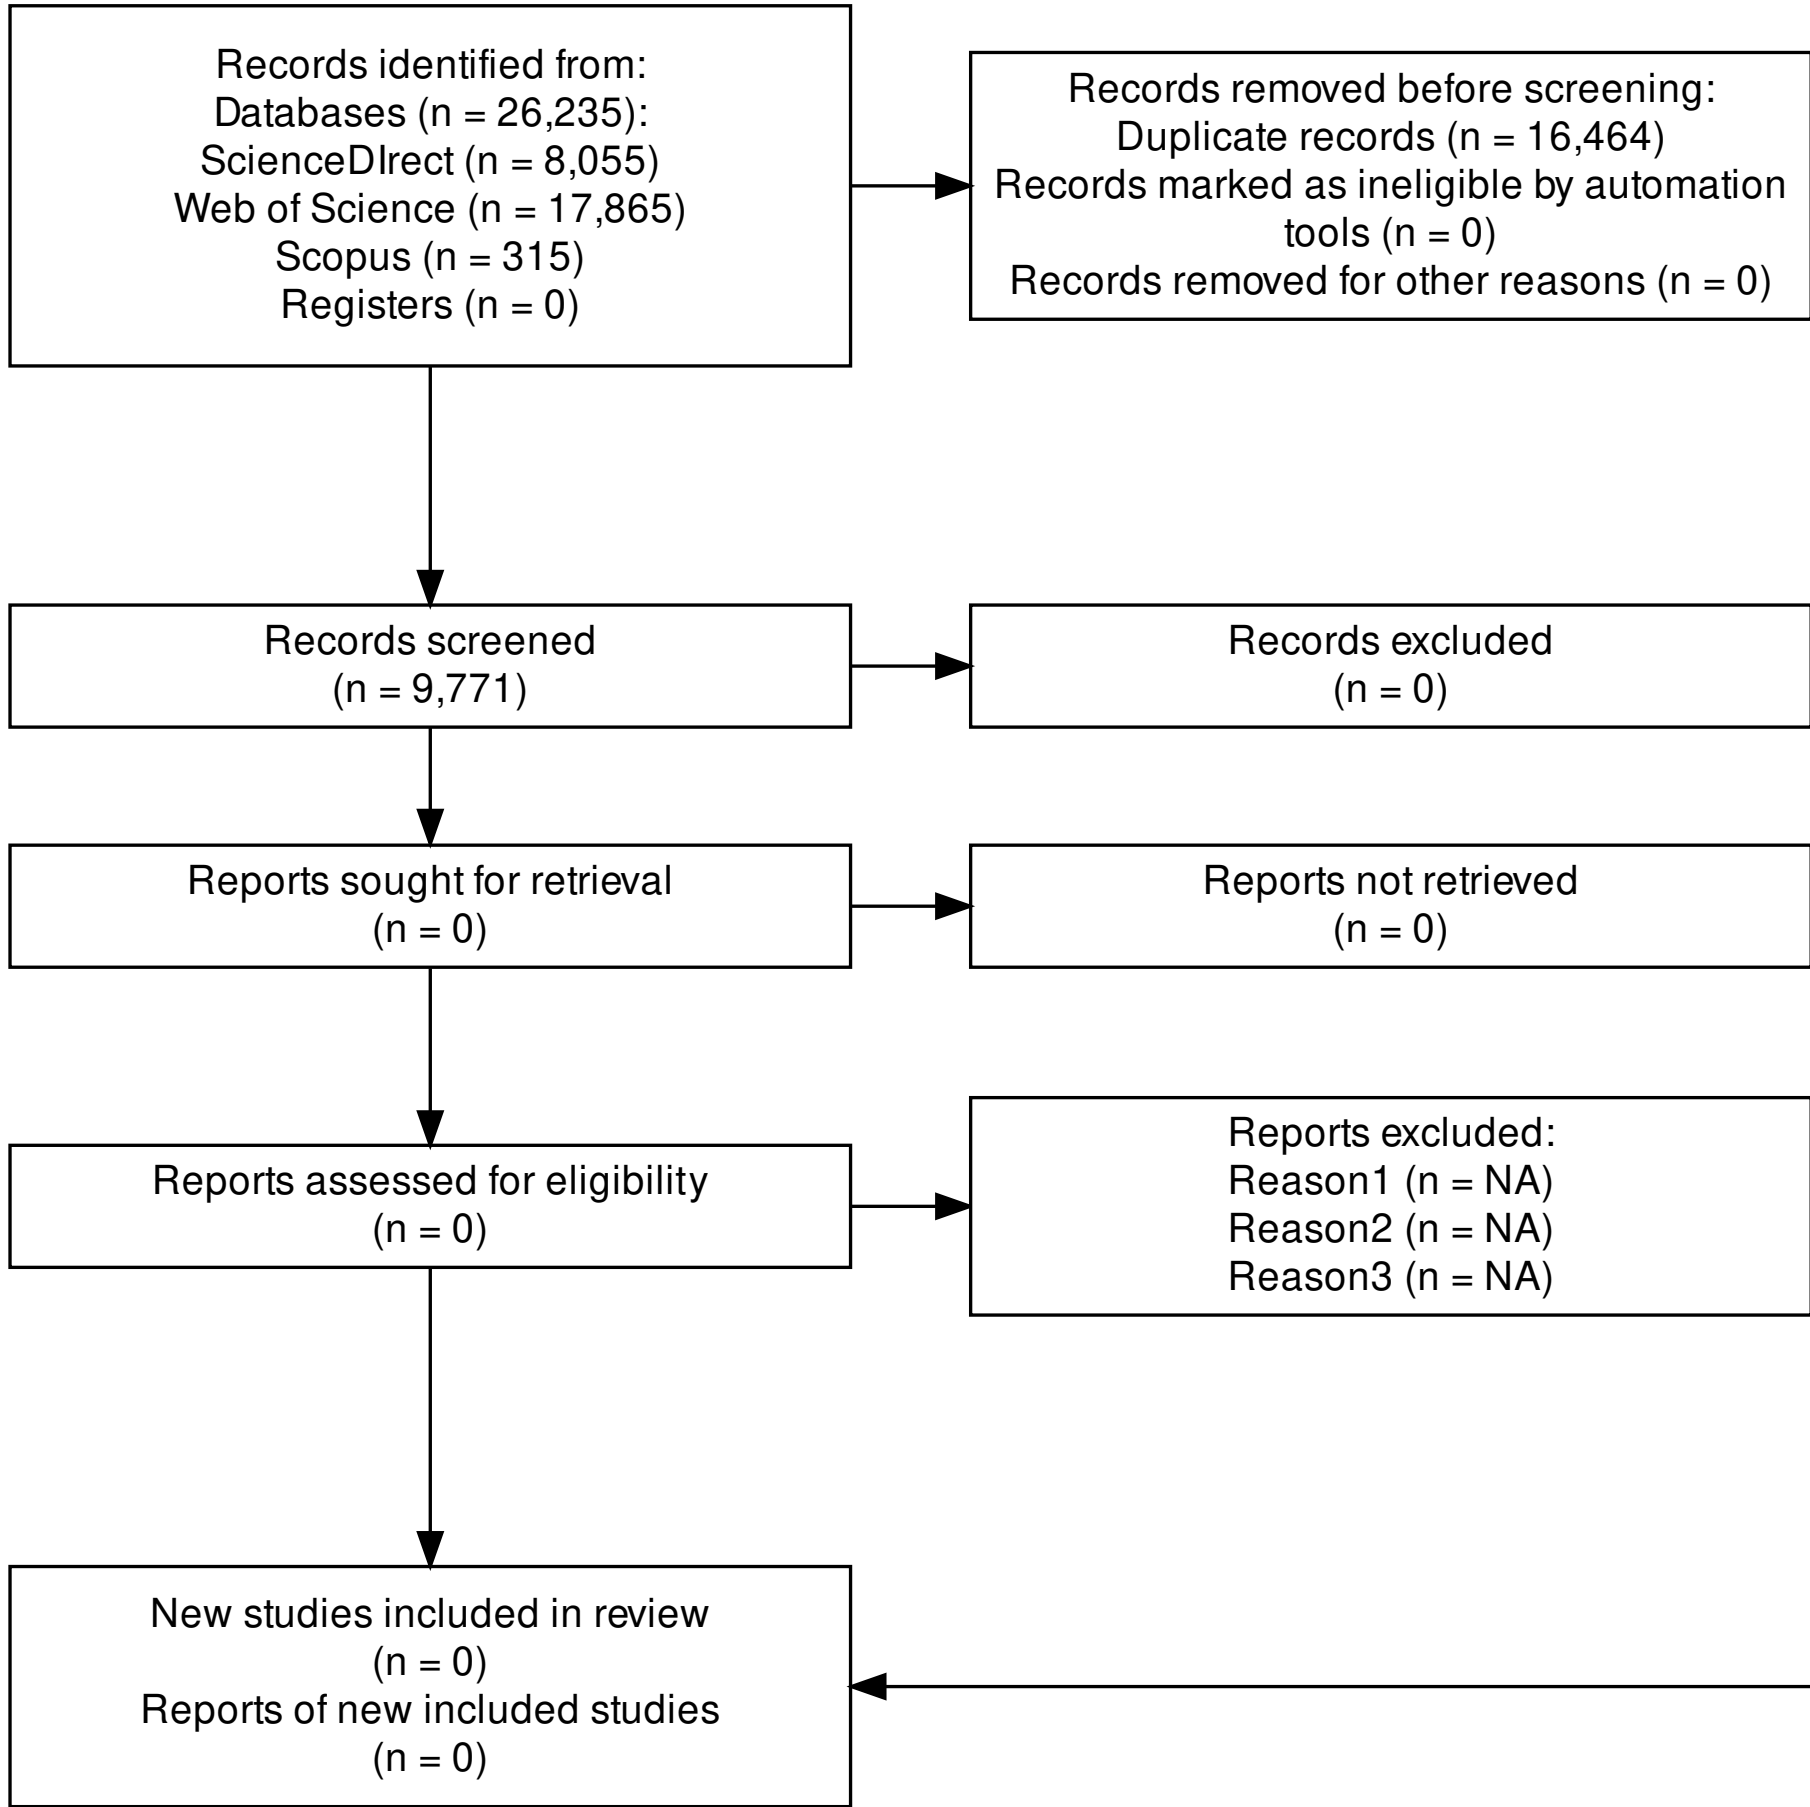 Records identified from:
Databases (n = 26,235):
ScienceDIrect (n = 8,055)
Web of Science (n = 17,865)
Scopus (n = 315)
Registers (n = 0)
Records removed before screening:
Duplicate records (n = 16,464)
Records marked as ineligible by automation
tools (n = 0)
Records removed for other reasons (n = 0)
Records screened
(n = 9,771)
Records excluded
(n = 0)
Reports sought for retrieval
(n = 0)
Reports not retrieved
(n = 0)
Reports assessed for eligibility
(n = 0)
Reports excluded:
Reason1 (n = NA)
Reason2 (n = NA)
Reason3 (n = NA)
New studies included in review
(n = 0)
Reports of new included studies
(n = 0)